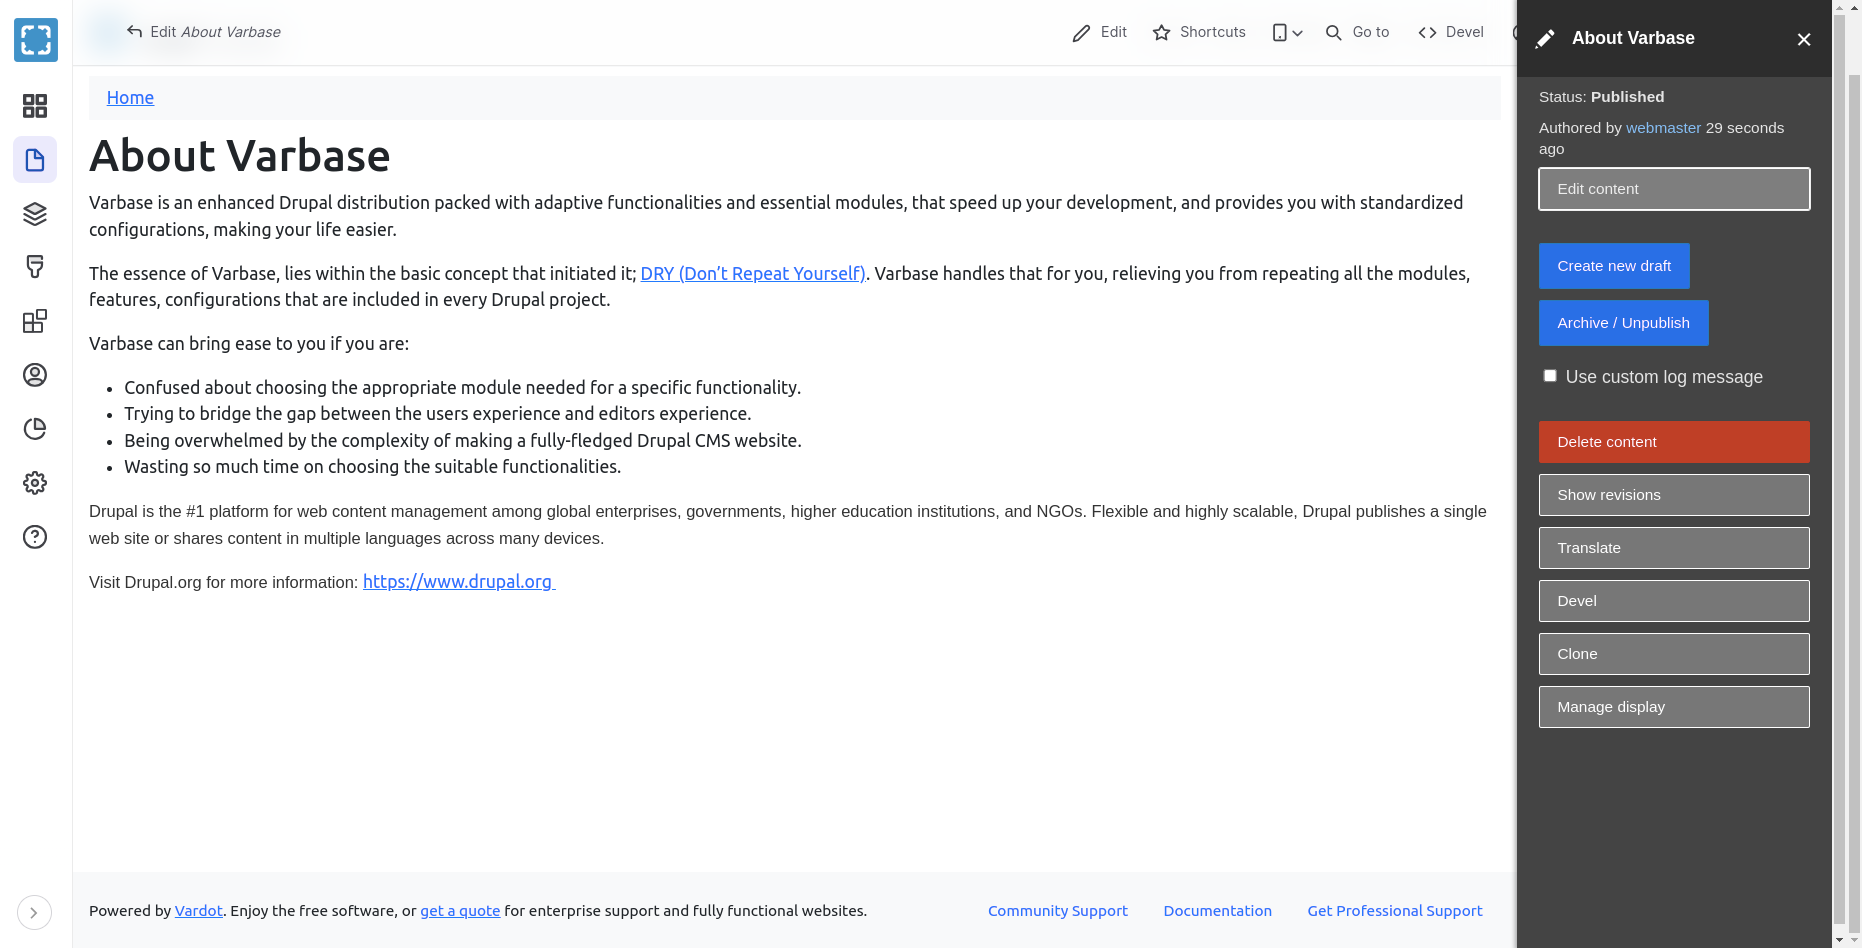 Edit About Varbase
Edit
Shortcuts
Go to
Devel
Home
About Varbase
Varbase is an enhanced Drupal distribution packed with adaptive functionalities and essential modules, that speed up your development, and provides you with standardized
configurations, making your life easier.
The essence of Varbase, lies within the basic concept that initiated it; DRY (Don’t Repeat Yourself). Varbase handles that for you, relieving you from repeating all the modules,
features, configurations that are included in every Drupal project.
Varbase can bring ease to you if you are:
Confused about choosing the appropriate module needed for a specific functionality.
Trying to bridge the gap between the users experience and editors experience.
Being overwhelmed by the complexity of making a fully-fledged Drupal CMS website.
Wasting so much time on choosing the suitable functionalities.
Drupal is the #1 platform for web content management among global enterprises, governments, higher education institutions, and NGOs. Flexible and highly scalable, Drupal publishes a single
web site or shares content in multiple languages across many devices.
Visit Drupal.org for more information: https://www.drupal.org
Powered by Vardot. Enjoy the free software, or get a quote for enterprise support and fully functional websites.
Community Support
Documentation
Get Professional Support
About Varbase
Status: Published
Authored by webmaster 29 seconds
ago
Edit content
Create new draft
Archive / Unpublish
Use custom log message
Delete content
Show revisions
Translate
Devel
Clone
Manage display